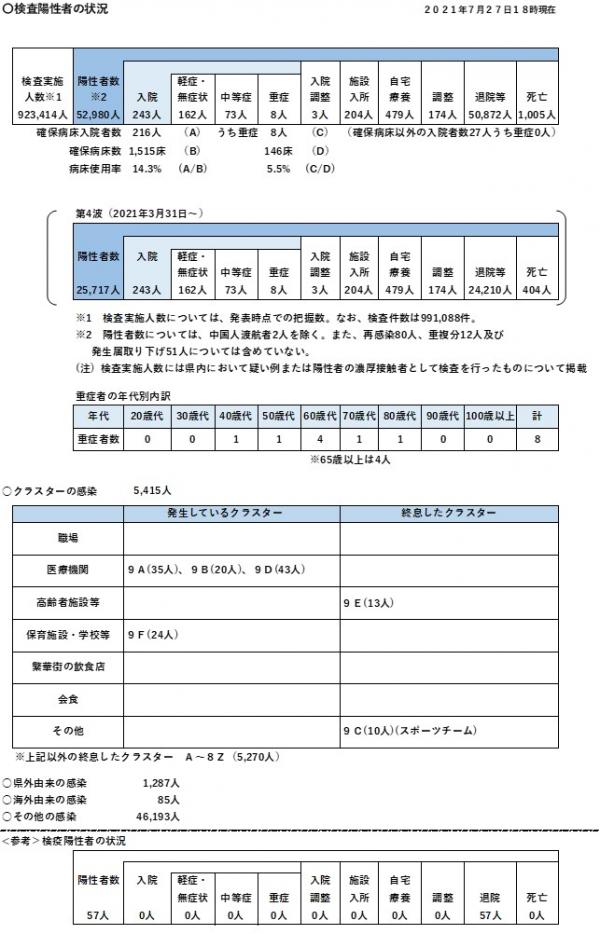 〇検査陽性者の状況
２０２１年７月２７日１８時現在
検査実施人数※1 陽性者数※2 入院 軽症・無症状 中等症 重症 入院調整 施設入所 自宅療養 調整 退院等 死亡
923,414人 52,980人 243人 162人 73人 8人 3人 204人 479人 174人 50,872人 1,005人
確保病床入院者数 216人 (A) うち重症 8人 (C) （確保病床以外の入院者数27人うち重症0人）
確保病床数 1,515床 (B) 146床 (D)
病床使用率 14.3% (A/B) 5.5% (C/D)
第4波（2021年3月31日～）
陽性者数 入院 軽症・無症状 中等症 重症 入院調整 施設入所 自宅療養 調整 退院等 死亡
25,717人 243人 162人 73人 8人 3人 204人 479人 174人 24,210人 404人
※1　検査実施人数については、発表時点での把握数。なお、検査件数は991,088件。
※2　陽性者数については、中国人渡航者2人を除く。また、再感染80人、重複分12人及び
発生届取り下げ51人については含めていない。
(注）検査実施人数には県内において疑い例または陽性者の濃厚接触者として検査を行ったものについて掲載
重症者の年代別内訳
年代 20歳代 30歳代 40歳代 50歳代 60歳代 70歳代 80歳代 90歳代 100歳以上 計
重症者数 0 0 1 1 4 1 1 0 0 8
※65歳以上は4人
〇クラスターの感染 5,415人
発生しているクラスター 終息したクラスター
職場
医療機関 ９Ａ(35人)、９Ｂ(20人)、９Ｄ(43人)
高齢者施設等 ９Ｅ(13人)
保育施設・学校等 ９Ｆ(24人)
繁華街の飲食店
会食
その他 ９Ｃ(10人)(スポーツチーム)
※上記以外の終息したクラスター　Ａ～８Ｚ（5,270人）
〇県外由来の感染 1,287人
〇海外由来の感染 85人
〇その他の感染 46,193人
<参考＞検疫陽性者の状況
陽性者数 入院 軽症・無症状 中等症 重症 入院調整 施設入所 自宅療養 調整 退院 死亡
57人 0人 0人 0人 0人 0人 0人 0人 0人 57人 0人